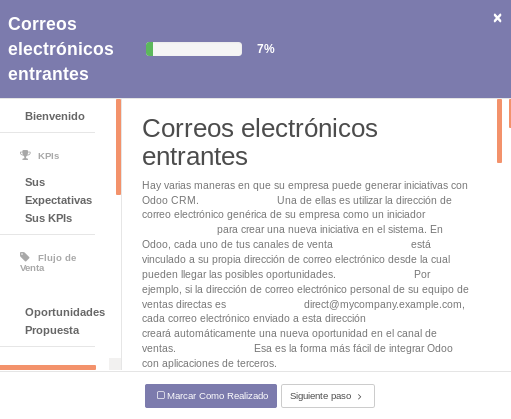 Correos
electrónicos
entrantes
7%
×
Bienvenido
KPIs
Sus
Expectativas
Sus KPIs
Flujo de
Venta
Oportunidades
Propuesta
Correos electrónicos
entrantes
Hay varias maneras en que su empresa puede generar iniciativas con
Odoo CRM. Una de ellas es utilizar la dirección de
correo electrónico genérica de su empresa como un iniciador
para crear una nueva iniciativa en el sistema. En
Odoo, cada uno de tus canales de venta está
vinculado a su propia dirección de correo electrónico desde la cual
pueden llegar las posibles oportunidades. Por
ejemplo, si la dirección de correo electrónico personal de su equipo de
ventas directas es direct@mycompany.example.com,
cada correo electrónico enviado a esta dirección
creará automáticamente una nueva oportunidad en el canal de
ventas. Esa es la forma más fácil de integrar Odoo
con aplicaciones de terceros.
Marcar Como Realizado
Siguiente paso